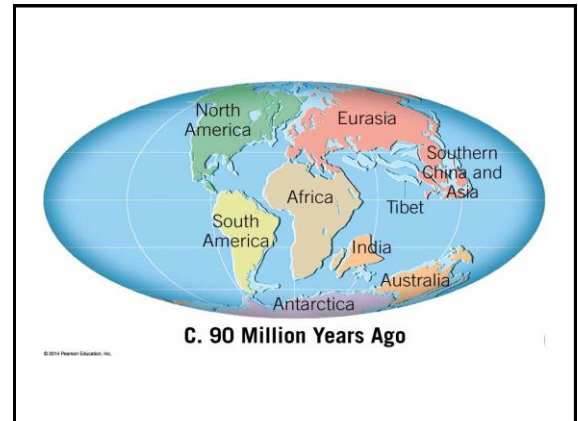 North
America
Eurasia
Southern
China and
Asia
Africa
Tibet
South
America
India
Australia
Antarctica
C. 90 Million Years Ago
© 2014 Pearson Education, Inc.